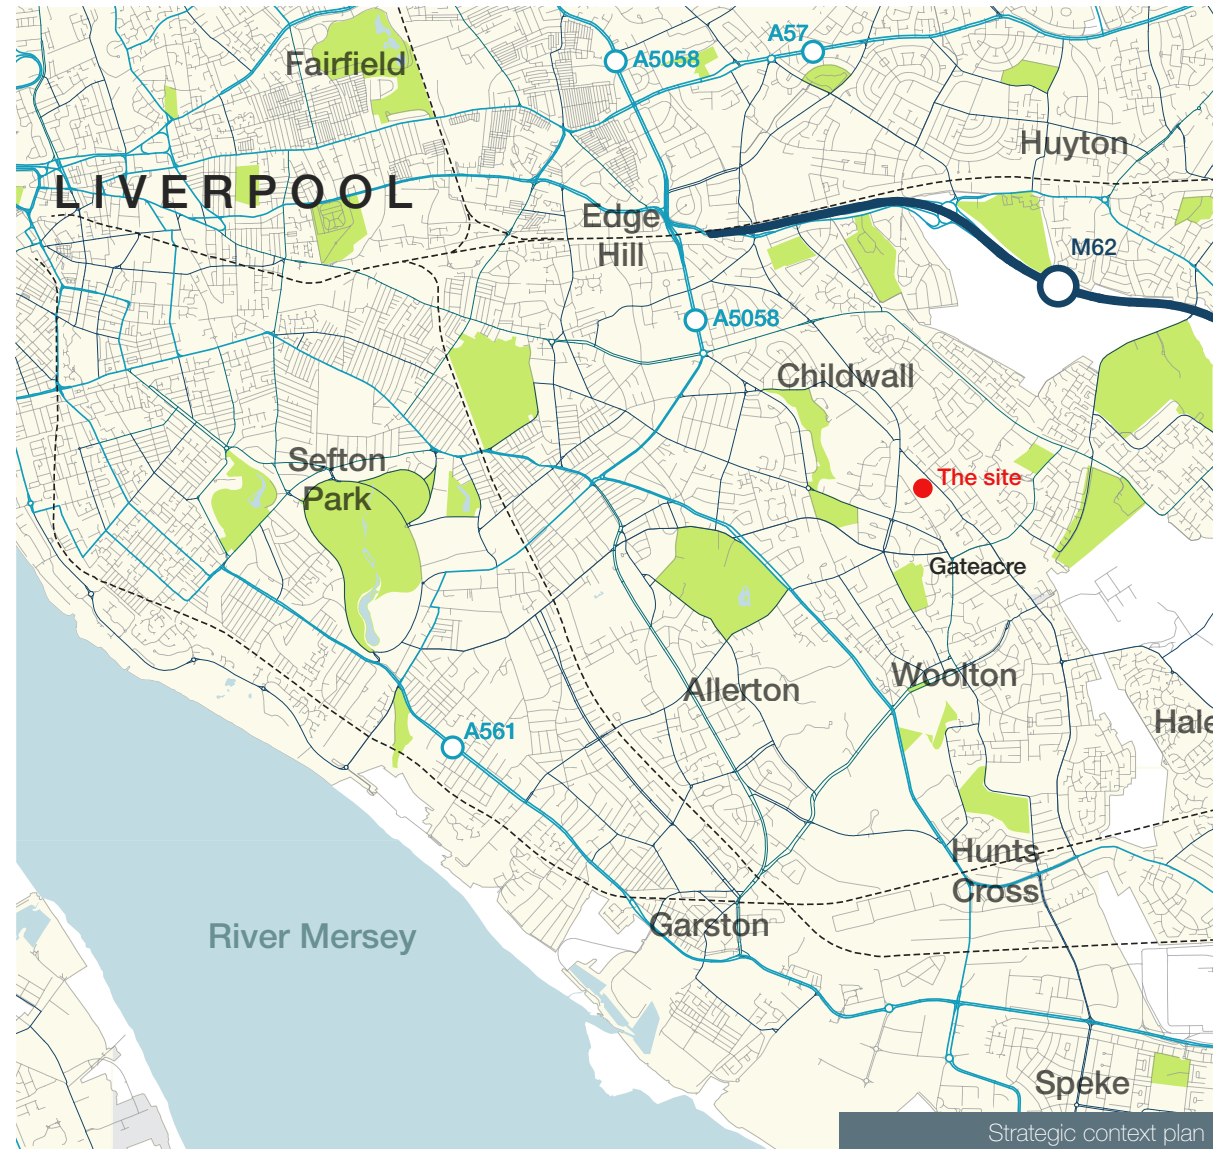 A57
A5058
Fairfield
Huyton
LIVERPOOL
Edge
Hill
M62
A5058
Childwall
Sefton
Park
The site
Gateacre
Woolton
Allerton
Hale
A561
Hunts
Cross
Garston
River Mersey
Speke
Strategic context plan